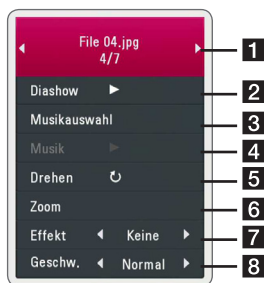 File 04.jpg
4/7
1
Diashow
2
Musikauswahl
3
Musik
4
Drehen
5
Zoom
6
Effekt Keine
7
Geschw. Normal
8